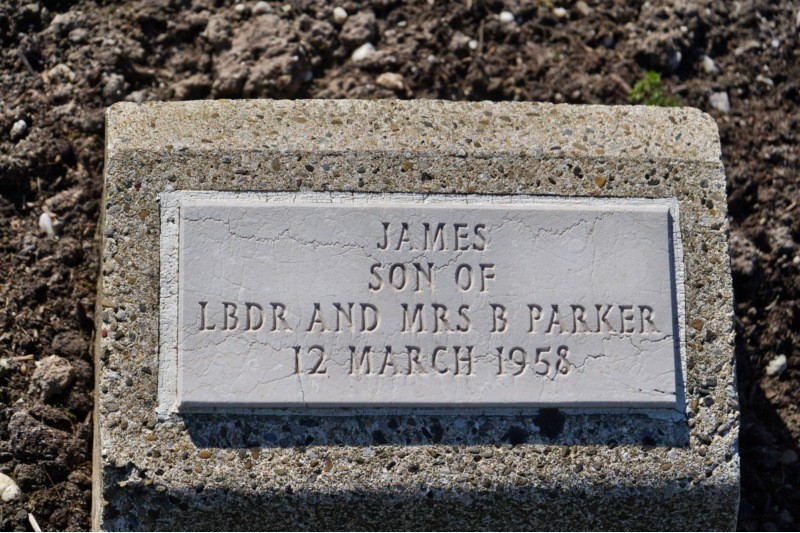 JAMES
SON OF
LBDR AND MRS B PARKER
12 MARCH 1958